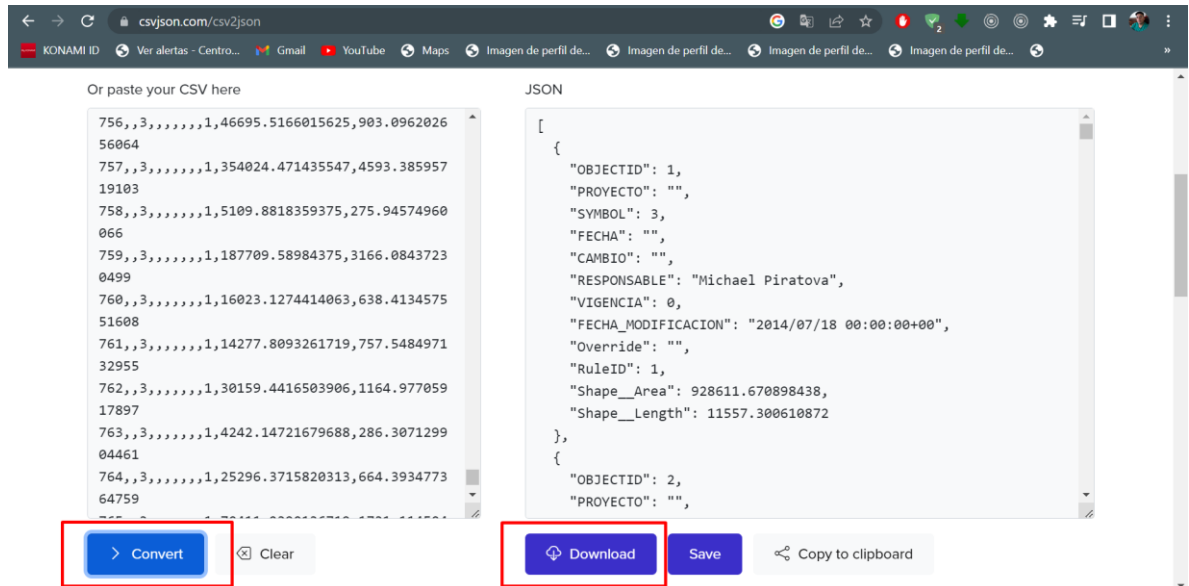 csvjson.com/csv2json
KONAMI ID Ver alertas - Centro... Gmail YouTube Maps Imagen de perfil de... Imagen de perfil de... Imagen de perfil de... Imagen de perfil de... »
Or paste your CSV here
756,,3,,,,,,,1,46695.5166015625,903.0962026
56064
757,,3,,,,,,,1,354024.471435547,4593.385957
19103
758,,3,,,,,,,1,5109.8818359375,275.94574960
066
759,,3,,,,,,,1,187709.58984375,3166.0843723
0499
760,,3,,,,,,,1,16023.1274414063,638.4134575
51608
761,,3,,,,,,,1,14277.8093261719,757.5484971
32955
762,,3,,,,,,,1,30159.4416503906,1164.977059
17897
763,,3,,,,,,,1,4242.14721679688,286.3071299
04461
764,,3,,,,,,,1,25296.3715820313,664.3934773
64759
> Convert
Clear
JSON
[
{
"OBJECTID": 1,
"PROYECTO": "",
"SYMBOL": 3,
"FECHA": "",
"CAMBIO": "",
"RESPONSABLE": "Michael Piratova",
"VIGENCIA": 0,
"FECHA_MODIFICACION": "2014/07/18 00:00:00+00",
"Override": "",
"RuleID": 1,
"Shape__Area": 928611.670898438,
"Shape__Length": 11557.300610872
},
{
"OBJECTID": 2,
"PROYECTO": "",
Download
Save
Copy to clipboard